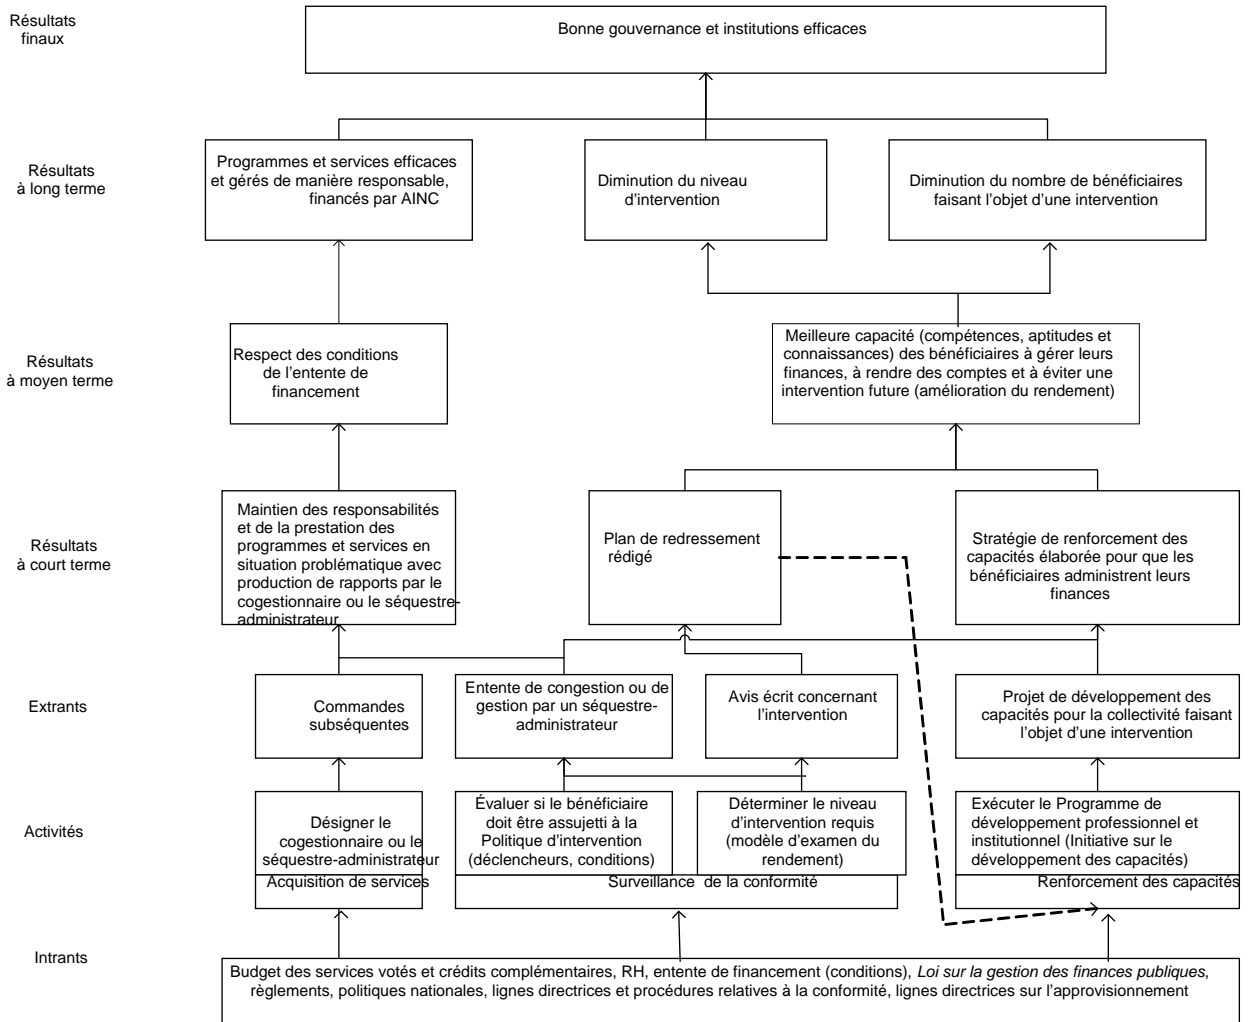 Résultats
finaux
Bonne gouvernance et institutions efficaces
Résultats
à long terme
Programmes et services efficaces
et gérés de manière responsable,
financés par AINC
Diminution du niveau
d’intervention
Diminution du nombre de bénéficiaires
faisant l’objet d’une intervention
Résultats
à moyen terme
Respect des conditions
de l’entente de
financement
Meilleure capacité (compétences, aptitudes et
connaissances) des bénéficiaires à gérer leurs
finances, à rendre des comptes et à éviter une
intervention future (amélioration du rendement)
Résultats
à court terme
Maintien des responsabilités
et de la prestation des
programmes et services en
situation problématique avec
production de rapports par le
cogestionnaire ou le séquestre-
administrateur
Plan de redressement
rédigé
Stratégie de renforcement des
capacités élaborée pour que les
bénéficiaires administrent leurs
finances
Extrants
Commandes
subséquentes
Entente de congestion ou de
gestion par un séquestre-
administrateur
Avis écrit concernant
l’intervention
Projet de développement des
capacités pour la collectivité faisant
l’objet d’une intervention
Activités
Désigner le
cogestionnaire ou le
séquestre-administrateur
Évaluer si le bénéficiaire
doit être assujetti à la
Politique d’intervention
(déclencheurs, conditions)
Déterminer le niveau
d’intervention requis
(modèle d’examen du
rendement)
Exécuter le Programme de
développement professionnel et
institutionnel (Initiative sur le
développement des capacités)
Acquisition de services
Surveillance de la conformité
Renforcement des capacités
Intrants
Budget des services votés et crédits complémentaires, RH, entente de financement (conditions), Loi sur la gestion des finances publiques,
règlements, politiques nationales, lignes directrices et procédures relatives à la conformité, lignes directrices sur l’approvisionnement